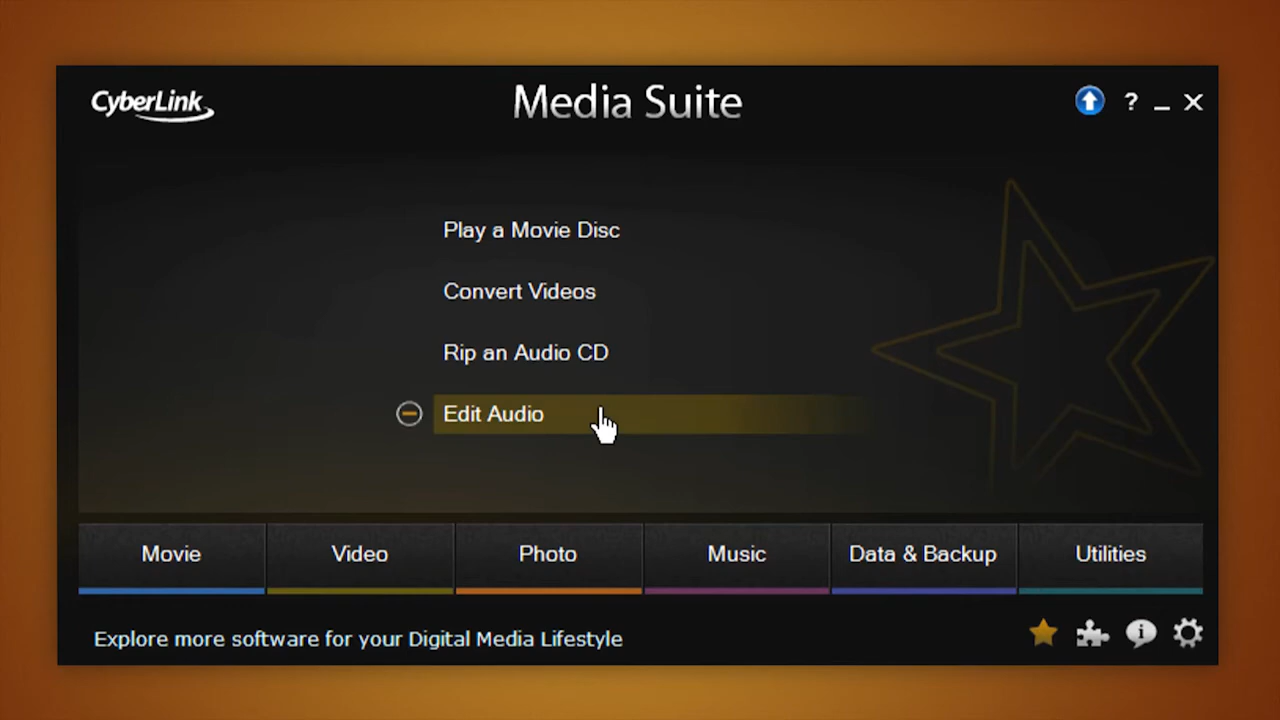 CyberLink
Media Suite
?
Play a Movie Disc
Convert Videos
Rip an Audio CD
Edit Audio
Movie Video Photo Music Data & Backup Utilities
Explore more software for your Digital Media Lifestyle